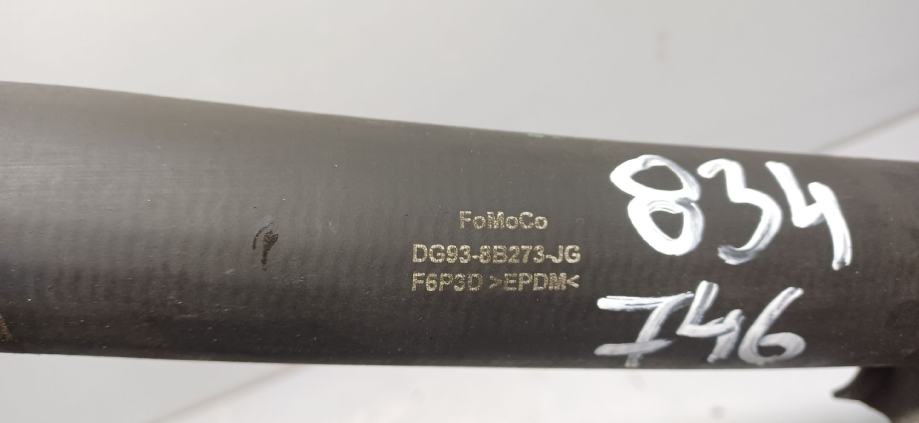 FoMoCo
DG93-8B273-JG
F6P3D >EPDM<
834
746